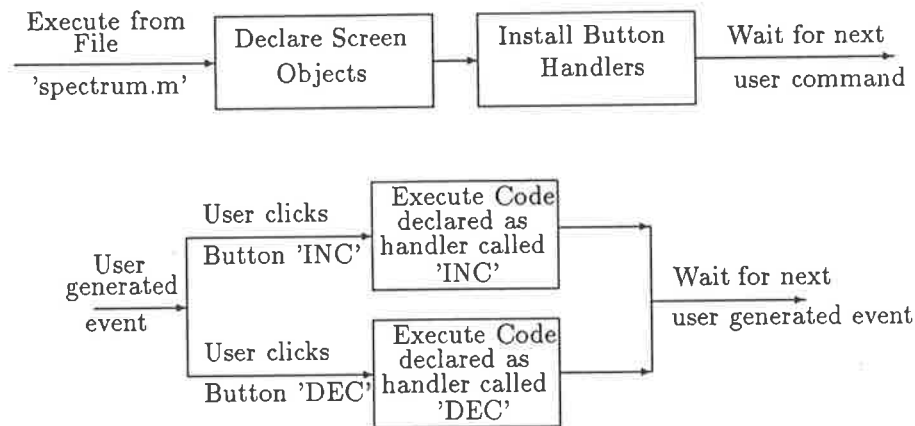 Execute from
File
'spectrum.m'
Declare Screen
Objects
Install Button
Handlers
Wait for next
user command
User
generated
event
User clicks
Button 'INC'
Execute Code
declared as
handler called
'INC'
User clicks
Button 'DEC'
Execute Code
declared as
handler called
'DEC'
Wait for next
user generated event